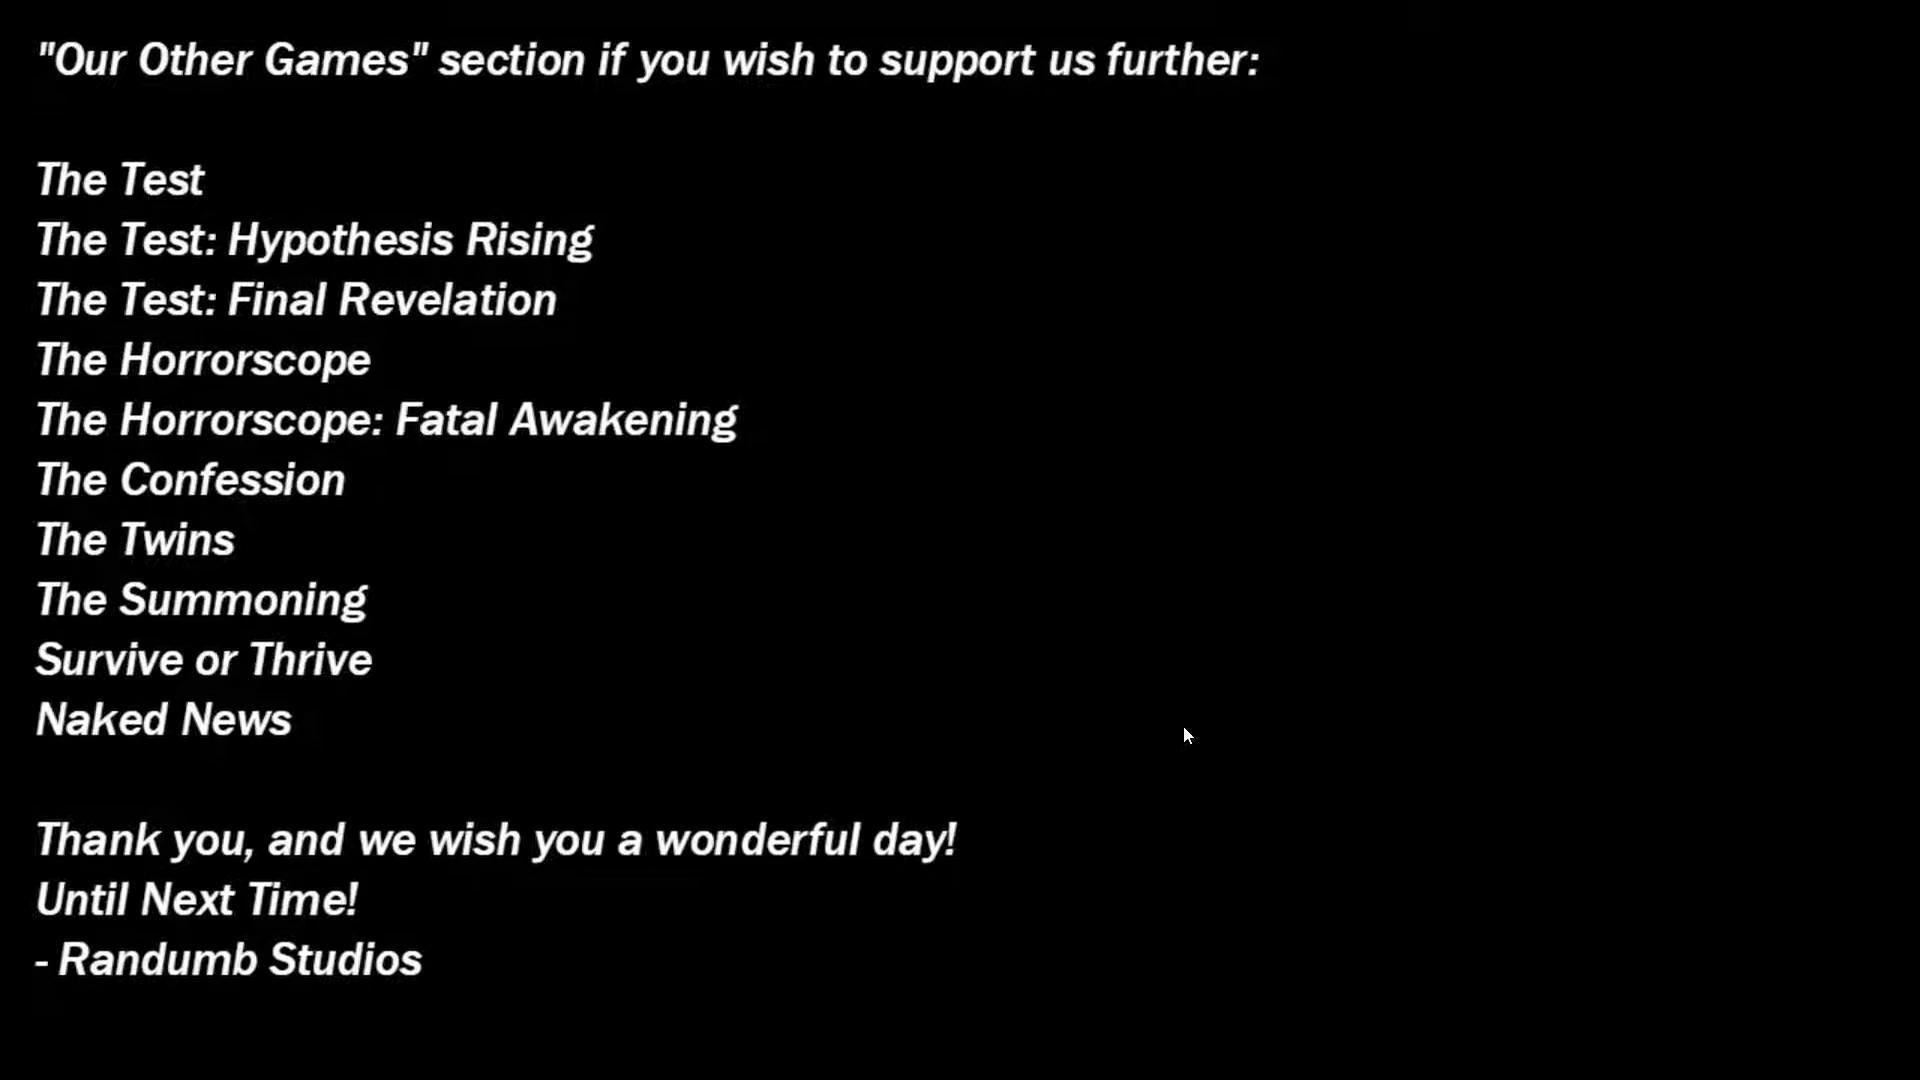 "Our Other Games" section if you wish to support us further:
The Test
The Test: Hypothesis Rising
The Test: Final Revelation
The Horrorscope
The Horrorscope: Fatal Awakening
The Confession
The Twins
The Summoning
Survive or Thrive
Naked News
Thank you, and we wish you a wonderful day!
Until Next Time!
- Randumb Studios